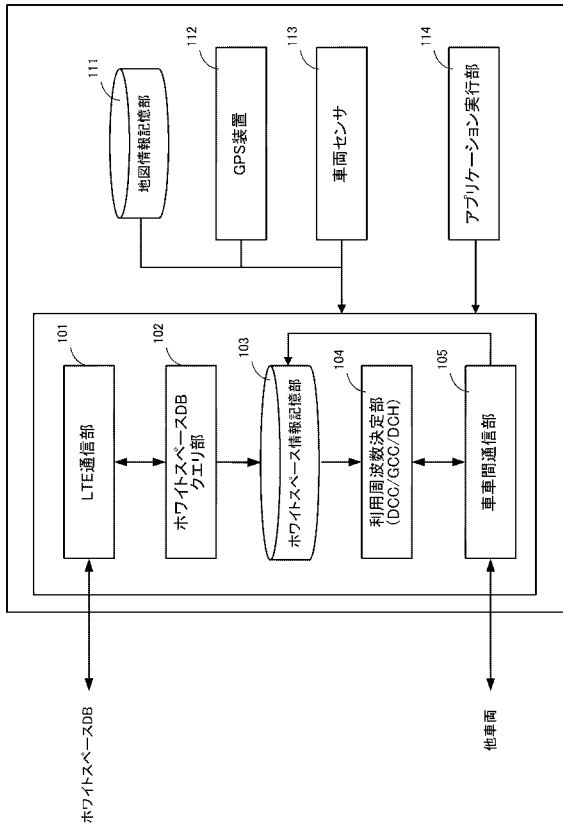 ホワイトスペースDB
他車両
101
LTE通信部
102
ホワイトスペースDB
クエリ部
103
ホワイトスペース情報記憶部
104
利用周波数決定部
(DCC/GCC/DCH)
105
車車間通信部
111
地図情報記憶部
112
GPS装置
113
車両センサ
114
アプリケーション実行部